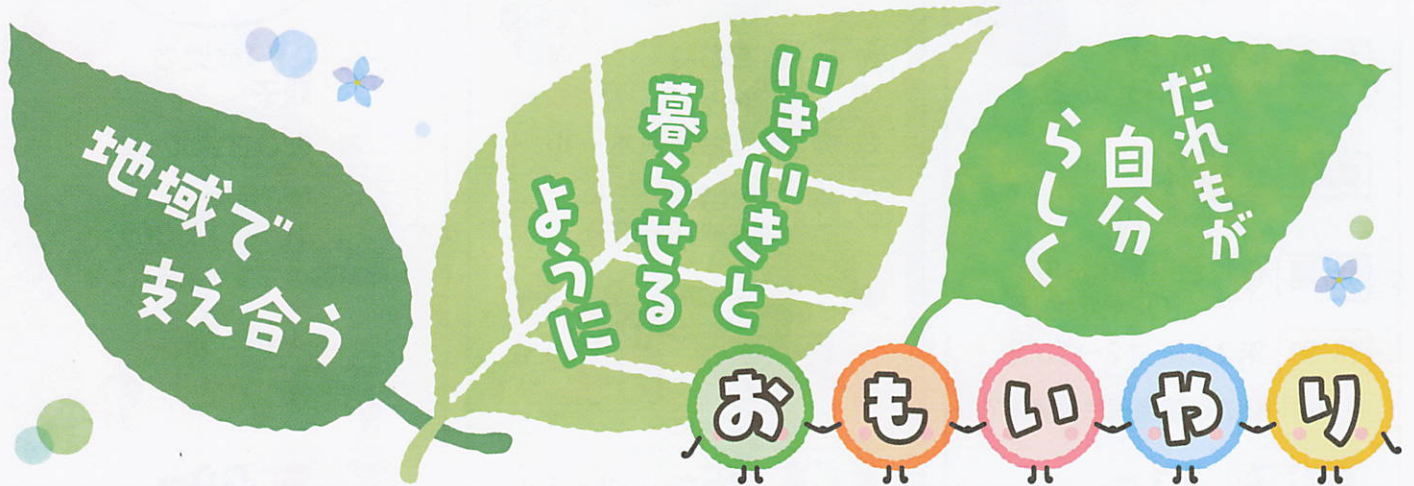 だれもが
自分
らしく
いきいきと
暮らせる
ように
地域で
支え合う
おもいやり